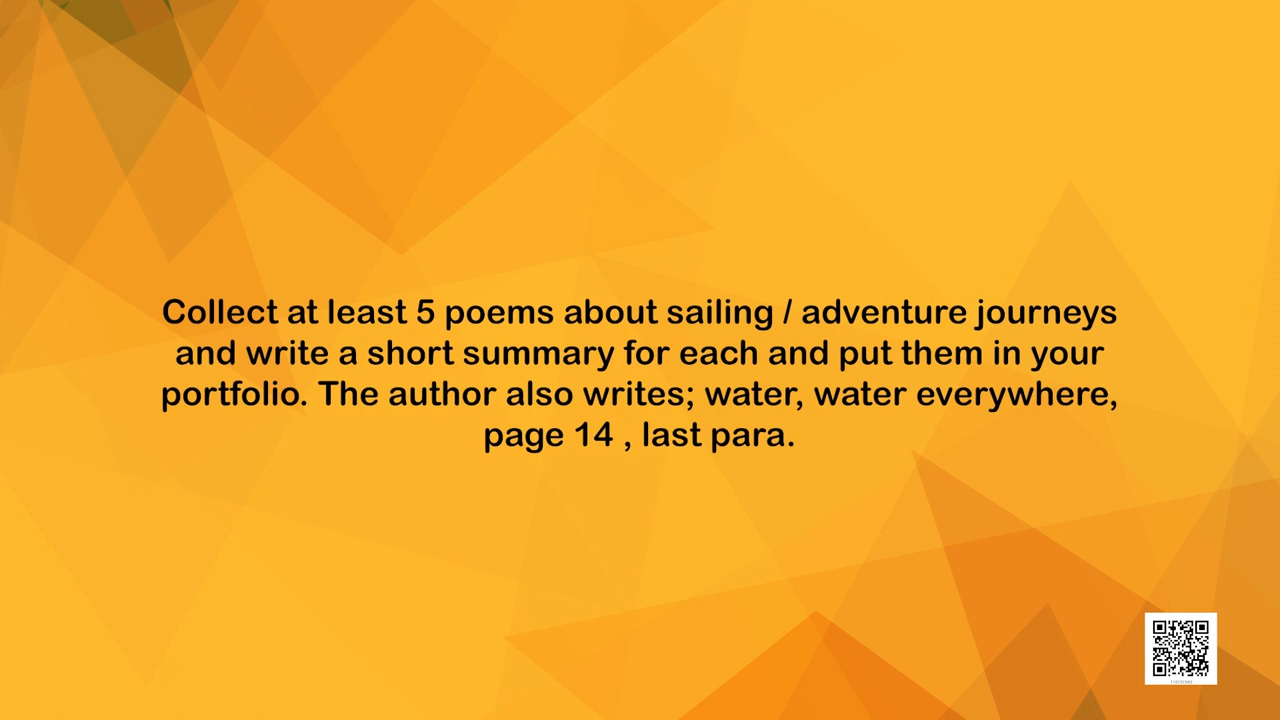 Collect at least 5 poems about sailing / adventure journeys
and write a short summary for each and put them in your
portfolio. The author also writes; water, water everywhere,
page 14 , last para.